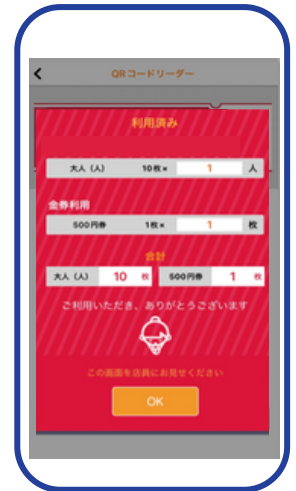 QRコードリーダー
利用済み
大人（人） 10枚× 1 人
金券利用
500円券 1枚× 1 枚
合計
大人（人） 10 枚 500円券 1 枚
ご利用いただき、ありがとうございます
この画面を店員にお見せください
OK